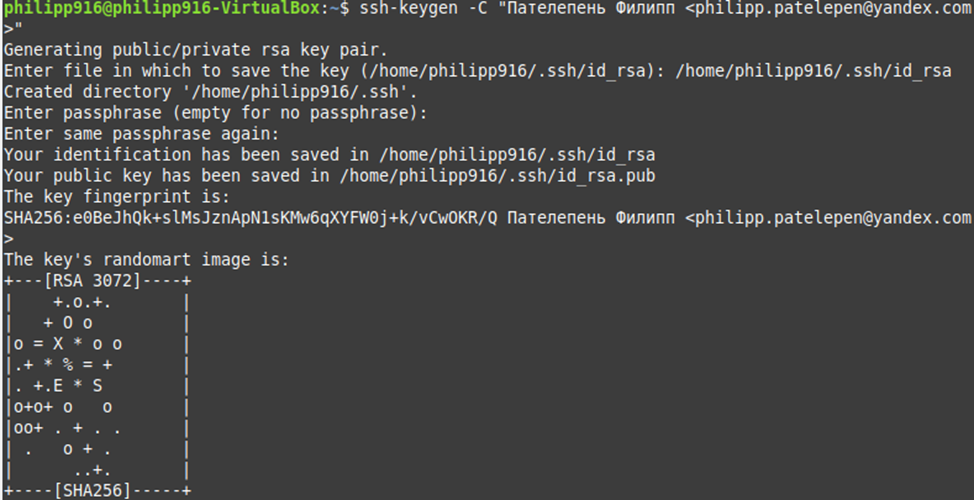 philipp916@philipp916-VirtualBox:~$ ssh-keygen -C "Пателепень Филипп <philipp.patelepen@yandex.com
>"
Generating public/private rsa key pair.
Enter file in which to save the key (/home/philipp916/.ssh/id_rsa): /home/philipp916/.ssh/id_rsa
Created directory '/home/philipp916/.ssh'.
Enter passphrase (empty for no passphrase):
Enter same passphrase again:
Your identification has been saved in /home/philipp916/.ssh/id_rsa
Your public key has been saved in /home/philipp916/.ssh/id_rsa.pub
The key fingerprint is:
SHA256:e0BeJhQk+slMsJznApN1sKMw6qXYFW0j+k/vCwOKR/Q Пателепень Филипп <philipp.patelepen@yandex.com
>
The key's randomart image is:
+---[RSA 3072]----+
|    +.o.+.       |
|   + O o         |
|o = X * o o      |
|.+ * % = +       |
|. +.E * S        |
|o+o+ o   o       |
|oo+ . + . .      |
| .   o + .       |
|      ..+.       |
+----[SHA256]-----+